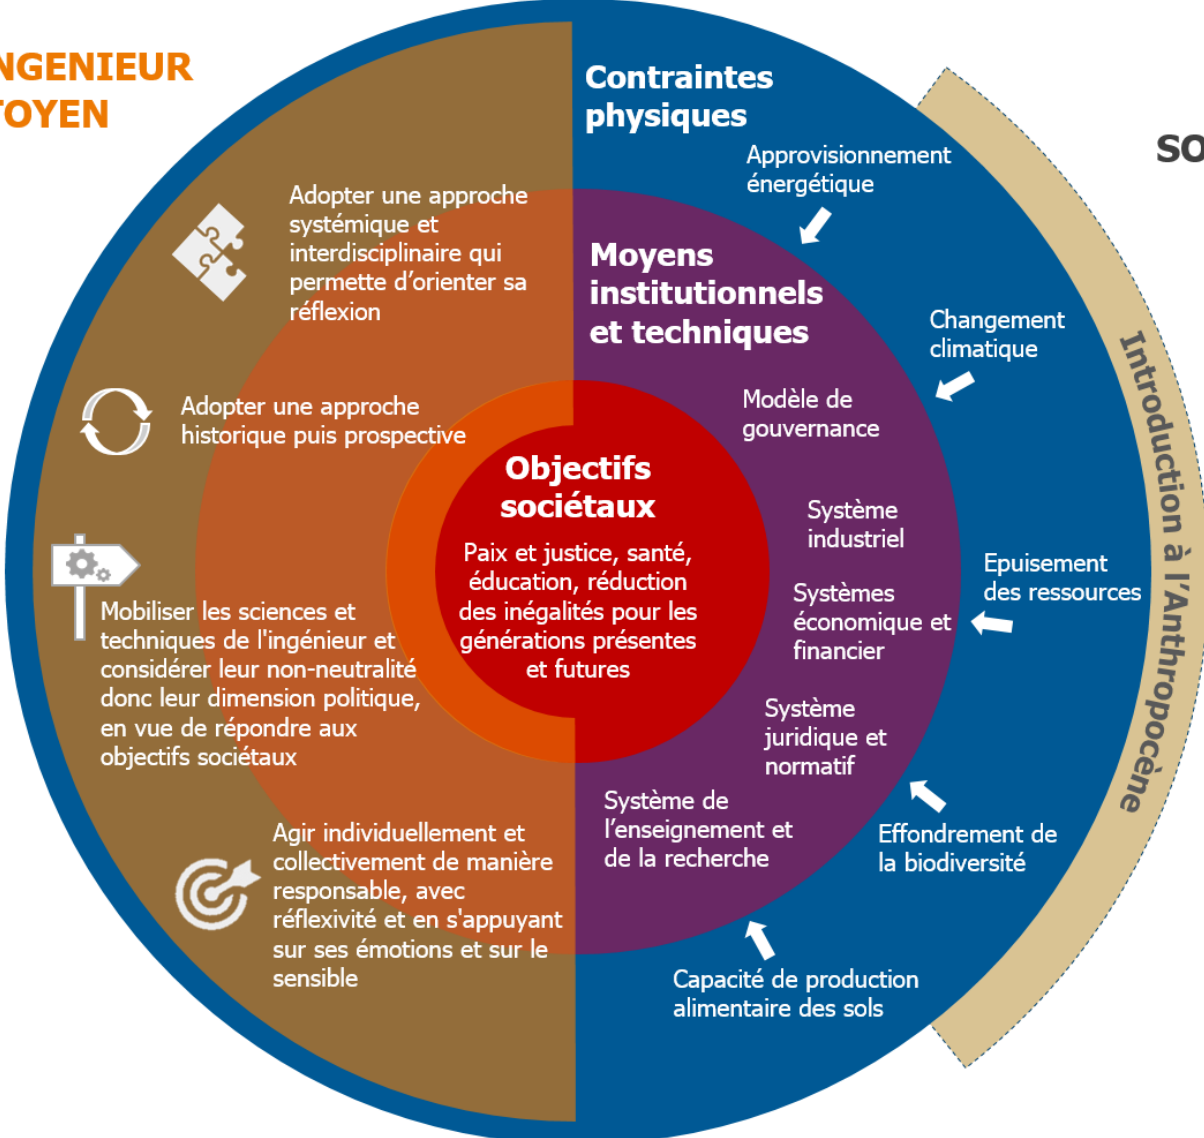 NGENIEUR
TOYEN
Adopter une approche
systémique et
interdisciplinaire qui
permette d’orienter sa
réflexion
Adopter une approche
historique puis prospective
Mobiliser les sciences et
techniques de l'ingénieur et
considérer leur non-neutralité
donc leur dimension politique,
en vue de répondre aux
objectifs sociétaux
Agir individuellement et
collectivement de manière
responsable, avec
réflexivité et en s'appuyant
sur ses émotions et sur le
sensible
Objectifs
sociétaux
Paix et justice, santé,
éducation, réduction
des inégalités pour les
générations présentes
et futures
Moyens
institutionnels
et techniques
Modèle de
gouvernance
Système
industriel
Systèmes
économique et
financier
Système
juridique et
normatif
Système de
l’enseignement et
de la recherche
Contraintes
physiques
Approvisionnement
énergétique
Changement
climatique
Epuisement
des ressources
Effondrement de
la biodiversité
Capacité de production
alimentaire des sols
Introduction à l’Anthropocène
SO